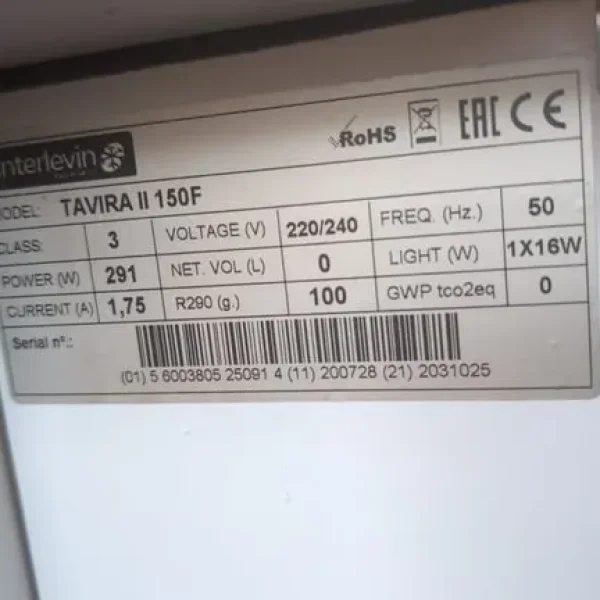 RoHS EAC CE
interlevin
MODEL: TAVIRA II 150F
CLASS: 3 VOLTAGE (V) 220/240 FREQ. (Hz.) 50
POWER (W) 291 NET. VOL (L) 0 LIGHT (W) 1X16W
CURRENT (A) 1,75 R290 (g.) 100 GWP tco2eq 0
Serial nº.:
(01) 5 6003805 25091 4 (11) 200728 (21) 2031025